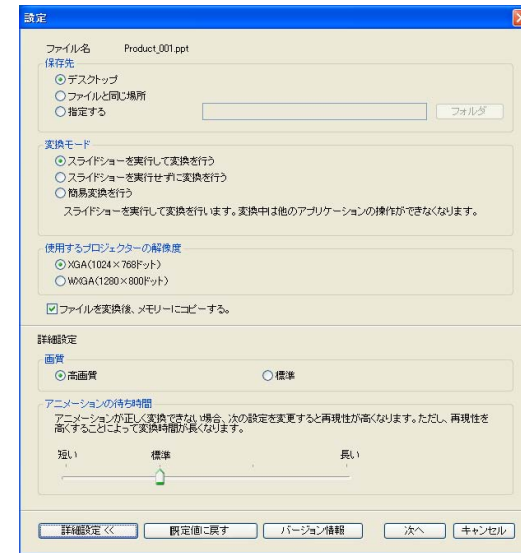 設定
ファイル名 Product_001.ppt
保存先
デスクトップ
ファイルと同じ場所
指定する フォルダ
変換モード
スライドショーを実行して変換を行う
スライドショーを実行せずに変換を行う
簡易変換を行う
スライドショーを実行して変換を行います。変換中は他のアプリケーションの操作ができなくなります。
使用するプロジェクターの解像度
XGA(1024×768ドット)
WXGA(1280×800ドット)
ファイルを変換後、メモリーにコピーする。
詳細設定
画質
高画質 標準
アニメーションの待ち時間
アニメーションが正しく変換できない場合、次の設定を変更すると再現性が高くなります。ただし、再現性を
高くすることによって変換時間が長くなります。
短い 標準 長い
詳細設定 << 既定値に戻す バージョン情報 次へ キャンセル